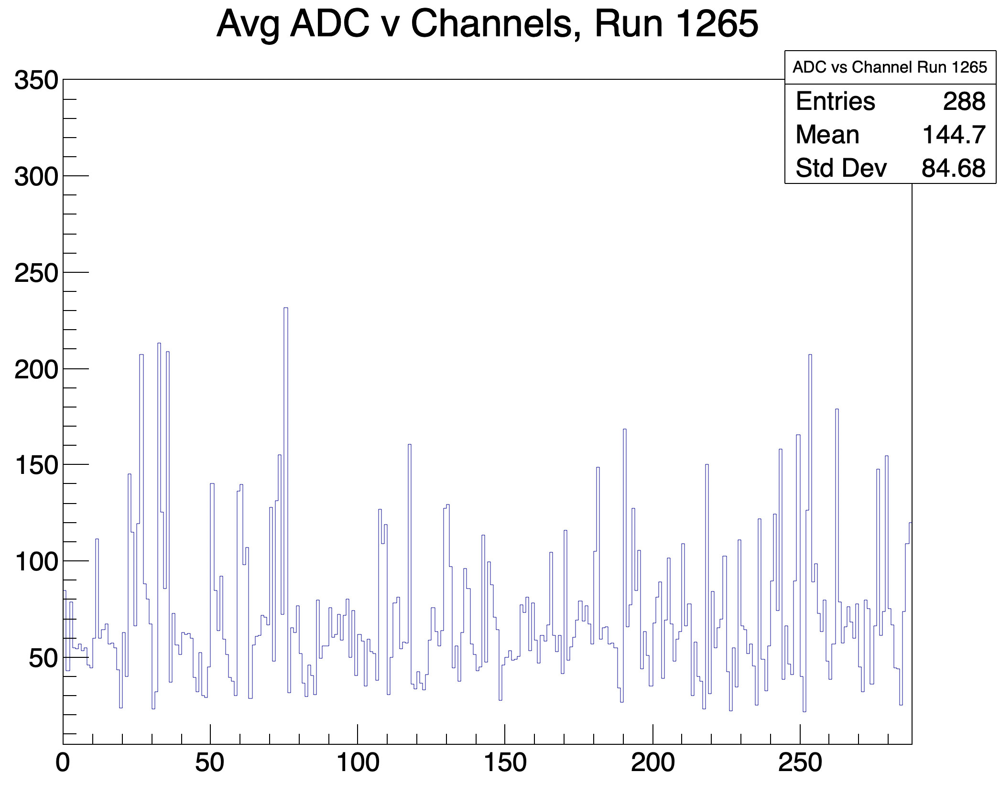 Avg ADC v Channels, Run 1265
ADC vs Channel Run 1265
Entries 288
Mean 144.7
Std Dev 84.68
350
300
250
200
150
100
50
0 50 100 150 200 250